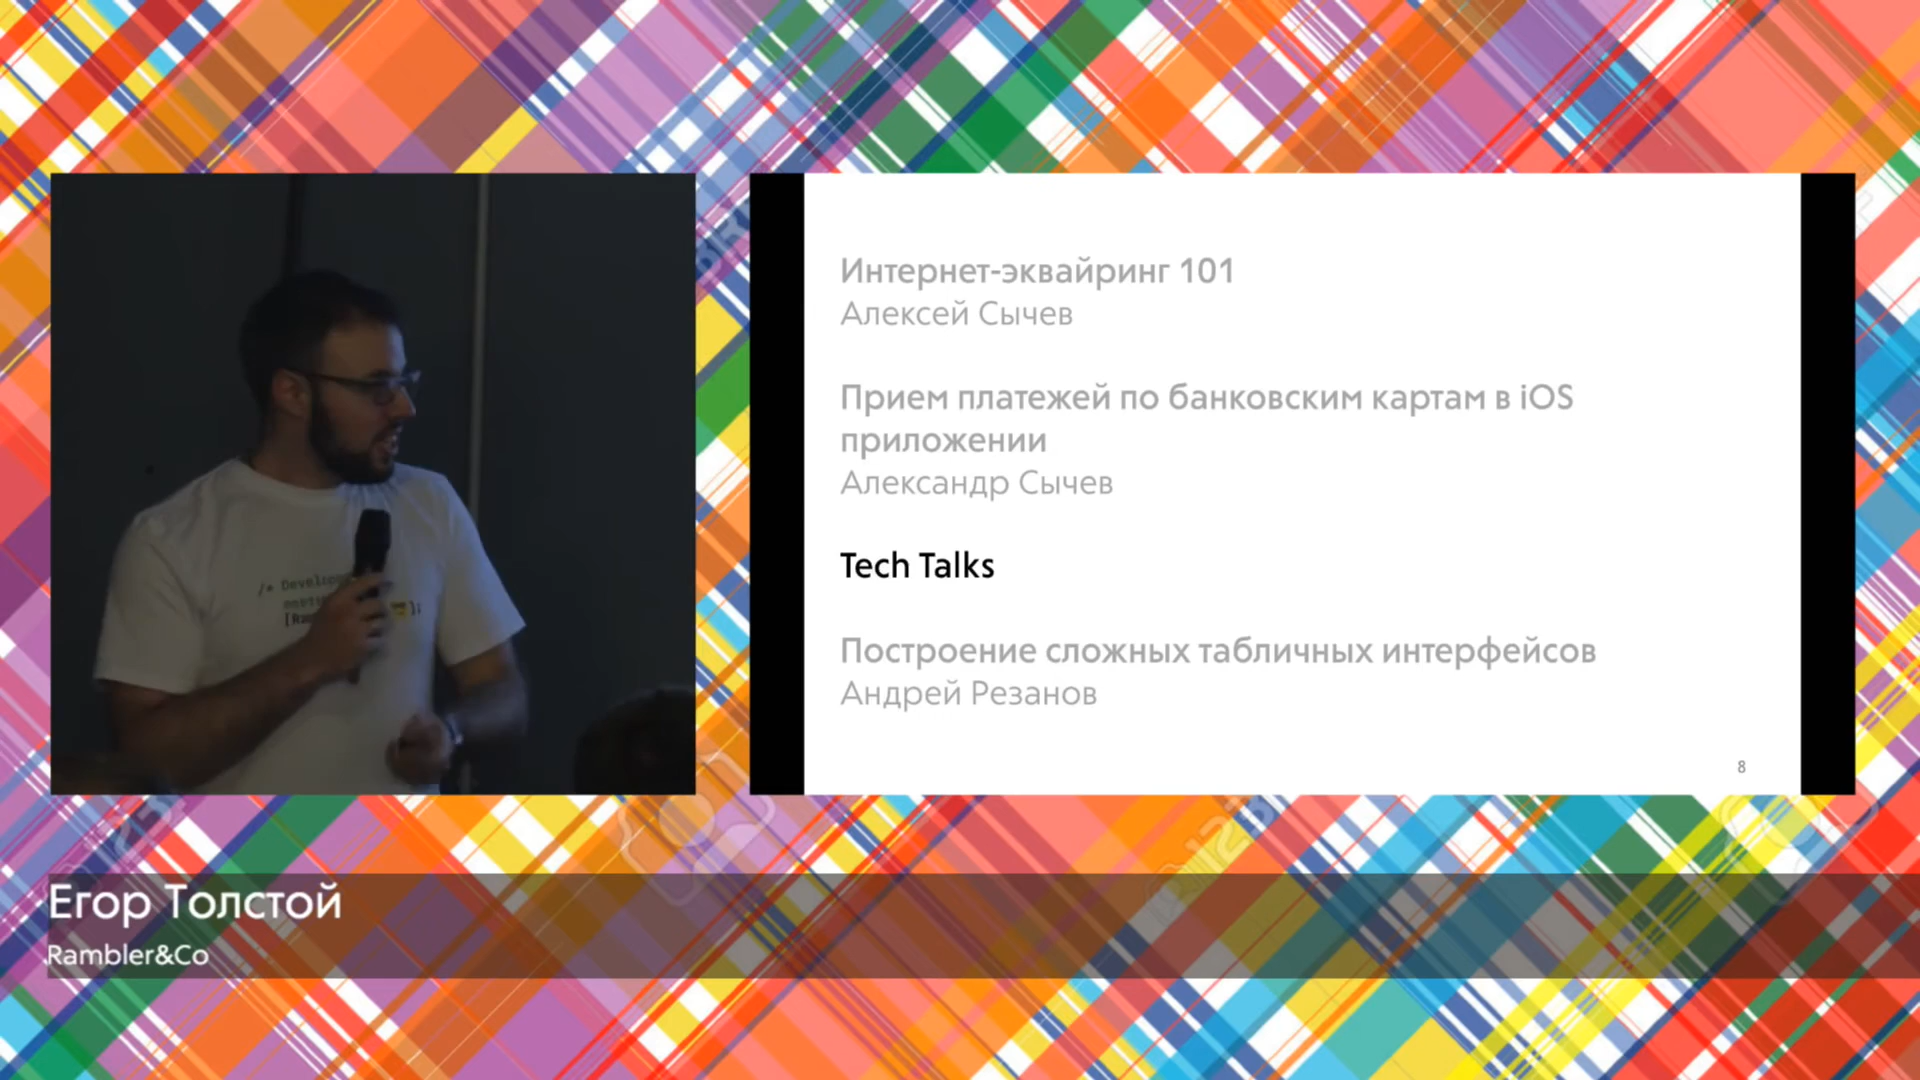 Интернет-эквайринг 101
Алексей Сычев
Прием платежей по банковским картам в iOS
приложении
Александр Сычев
Tech Talks
Построение сложных табличных интерфейсов
Андрей Резанов
8
/*
[
Егор Толстой
Rambler&Co